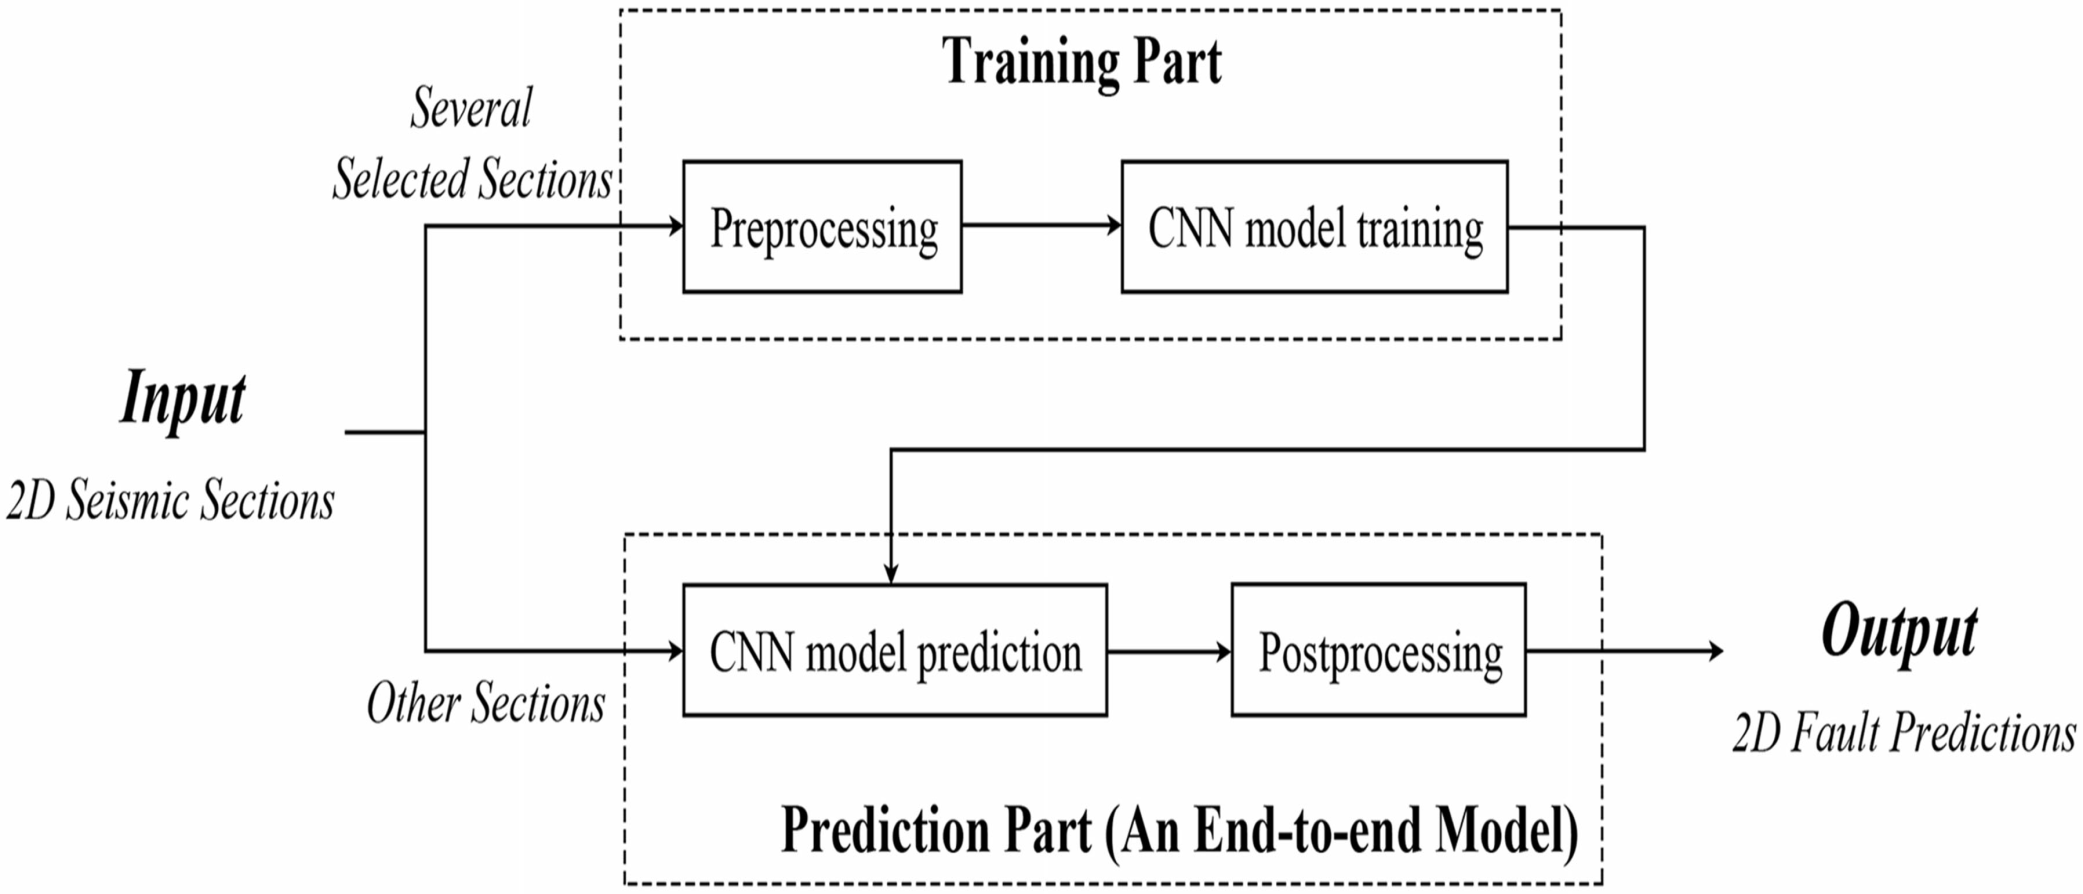 Training Part
Several
Selected Sections
Preprocessing
CNN model training
Input
2D Seismic Sections
CNN model prediction
Postprocessing
Other Sections
Output
2D Fault Predictions
Prediction Part (An End-to-end Model)